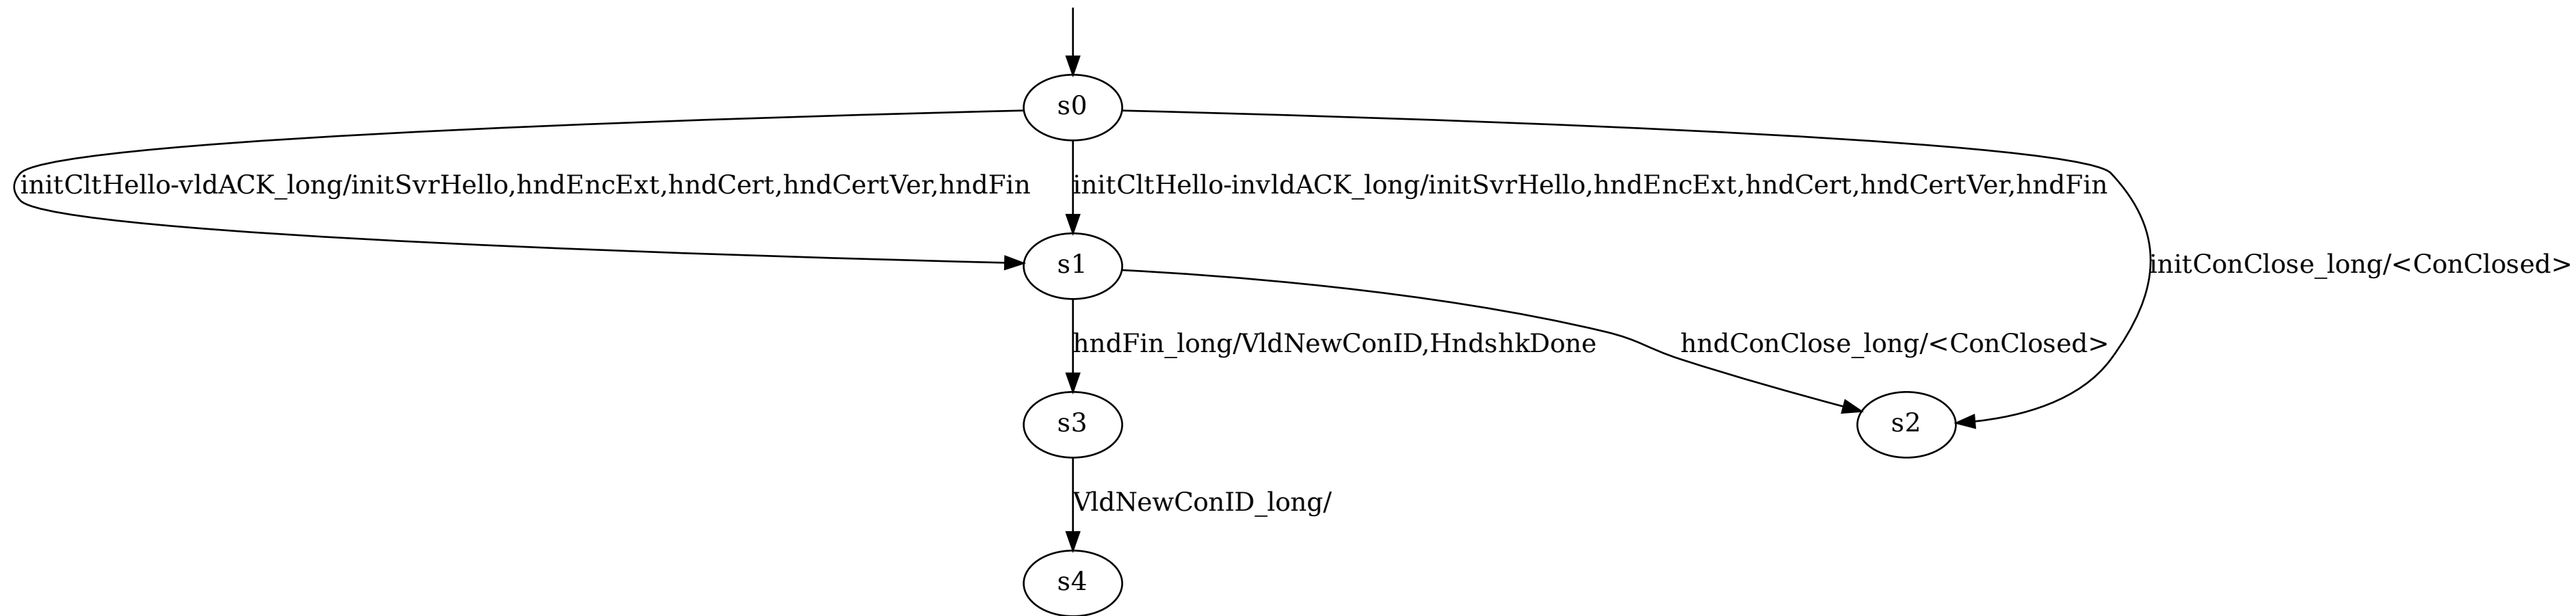 s0
initCltHello-vldACK_long/initSvrHello,hndEncExt,hndCert,hndCertVer,hndFin
initCltHello-invldACK_long/initSvrHello,hndEncExt,hndCert,hndCertVer,hndFin
s1
initConClose_long/<ConClosed>
hndFin_long/VldNewConID,HndshkDone
hndConClose_long/<ConClosed>
s3
s2
VldNewConID_long/
s4